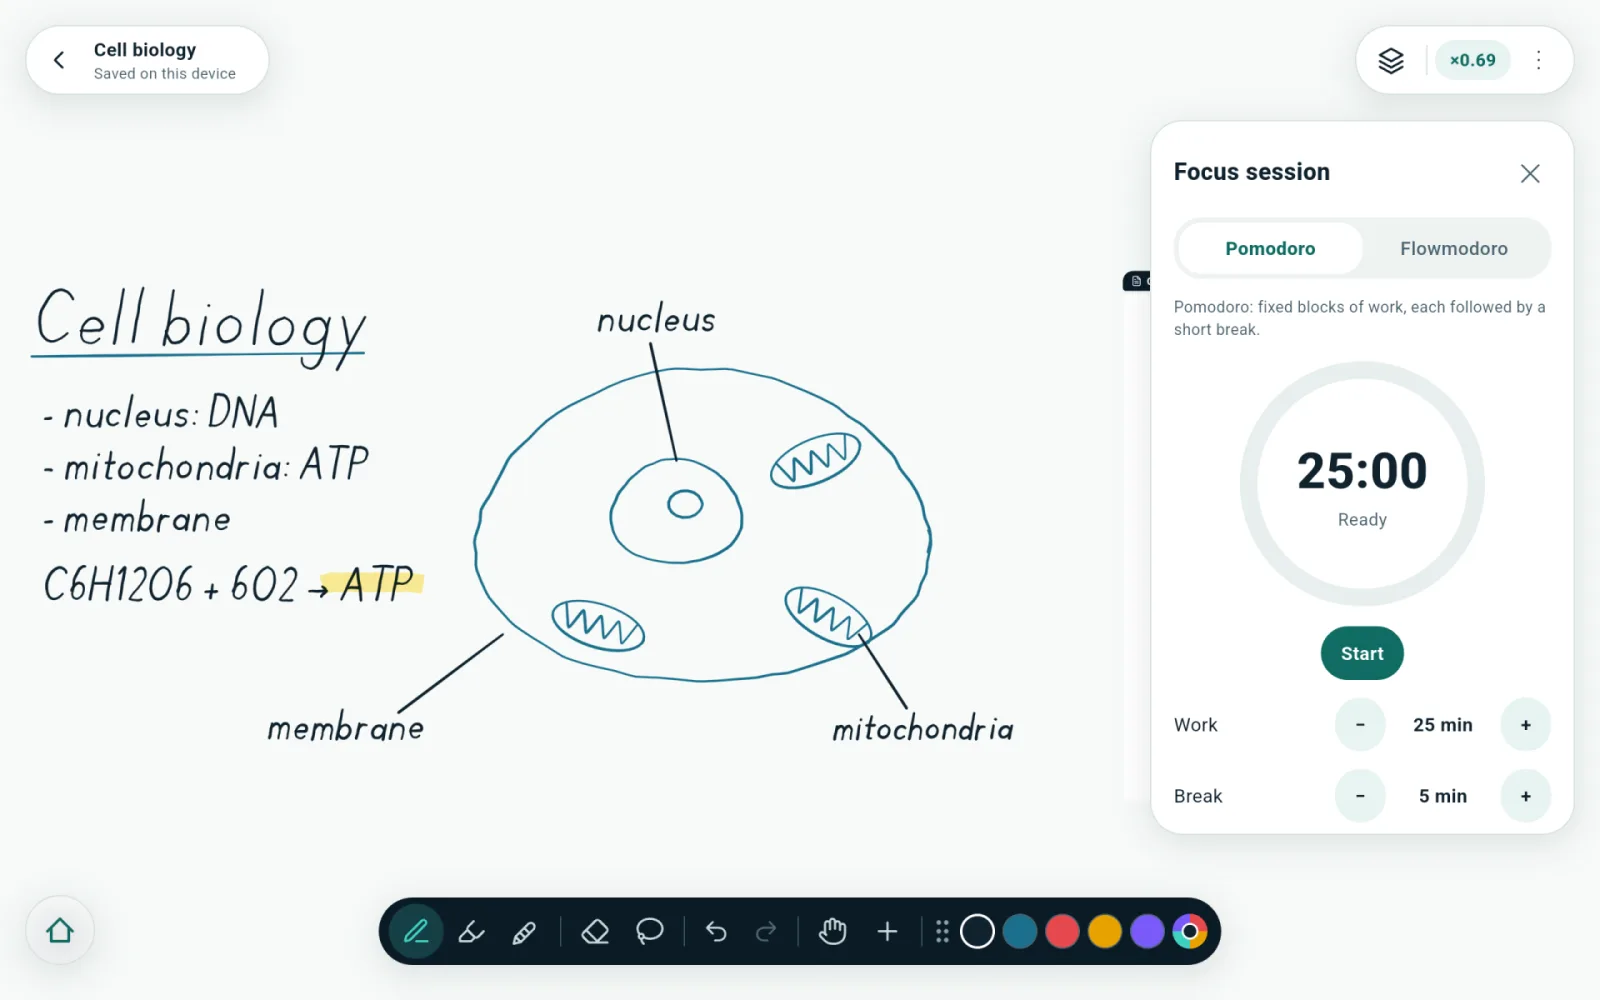 Cell biology
Saved on this device
×0.69
Focus session
Pomodoro
Flowmodoro
Pomodoro: fixed blocks of work, each followed by a
short break.
25:00
Ready
Start
Work
-
25 min
+
Break
-
5 min
+
Cell biology
- nucleus: DNA
- mitochondria: ATP
- membrane
C6H12O6 + 6O2 → ATP
nucleus
membrane
mitochondria